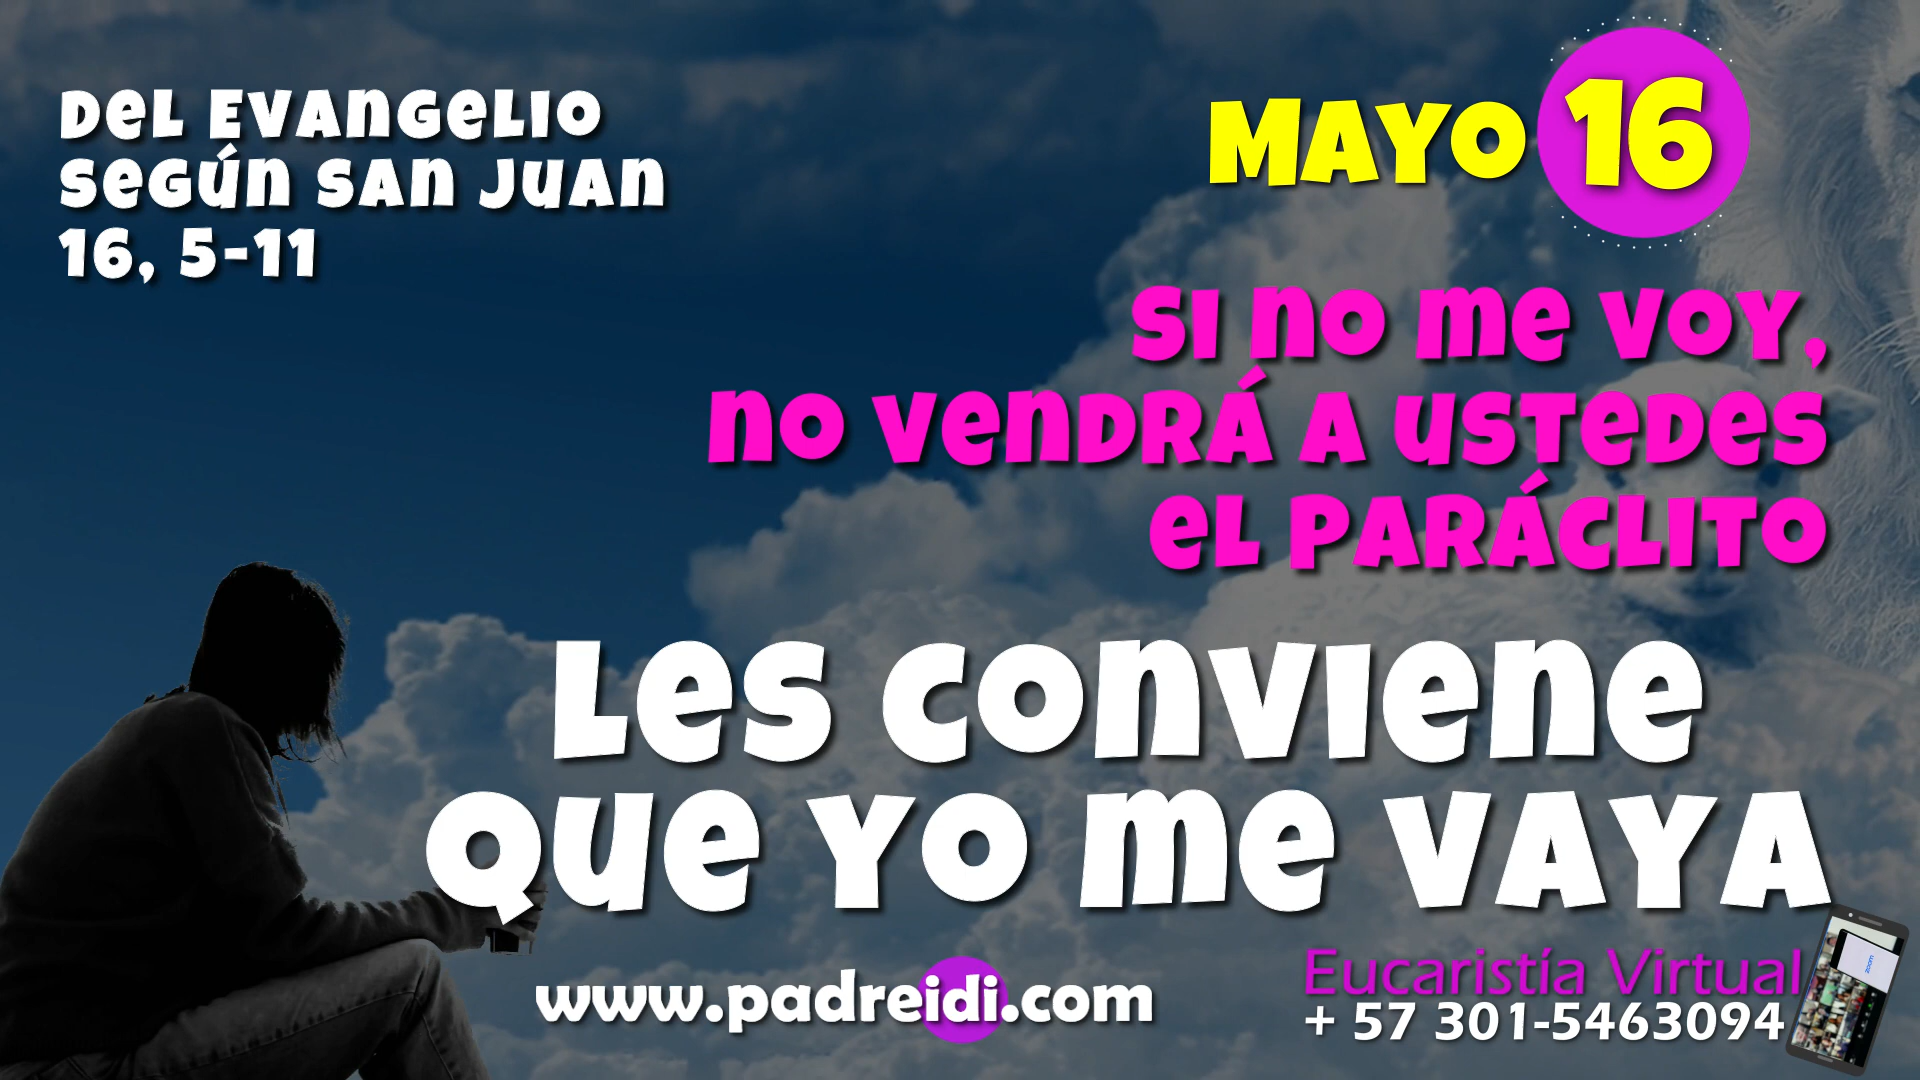 Del Evangelio
según San Juan
16, 5-11
MAYO 16
Si no me voy,
no vendrá a ustedes
el Paráclito
Les conviene
que yo me vaya
www.padreidi.com
Eucaristía Virtual
+ 57 301-5463094
zoom